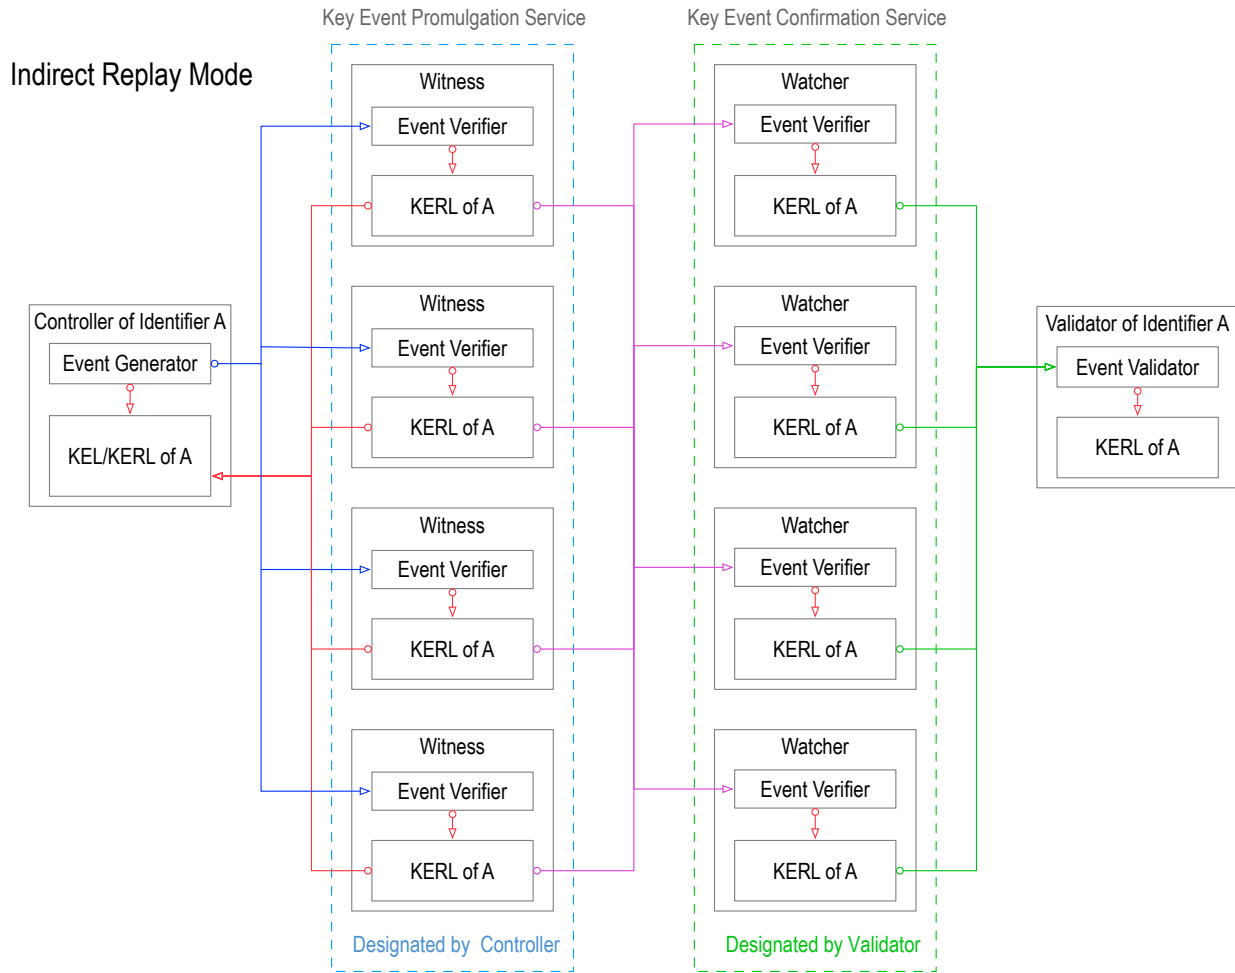 Key Event Promulgation Service
Key Event Confirmation Service
Indirect Replay Mode
Witness
Event Verifier
KERL of A
Watcher
Event Verifier
KERL of A
Controller of Identifier A
Event Generator
KEL/KERL of A
Witness
Event Verifier
KERL of A
Watcher
Event Verifier
KERL of A
Validator of Identifier A
Event Validator
KERL of A
Witness
Event Verifier
KERL of A
Watcher
Event Verifier
KERL of A
Witness
Event Verifier
KERL of A
Watcher
Event Verifier
KERL of A
Designated by Controller
Designated by Validator